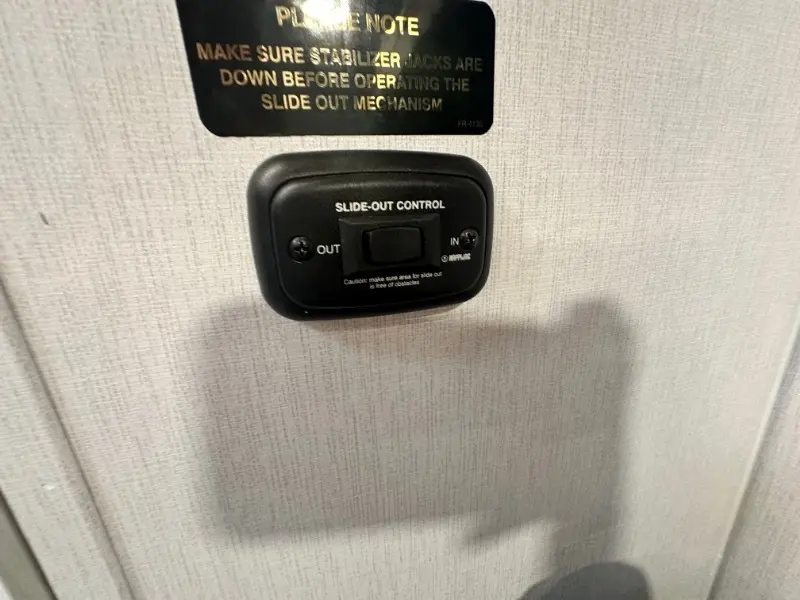 PLEASE NOTE
MAKE SURE STABILIZER JACKS ARE
DOWN BEFORE OPERATING THE
SLIDE OUT MECHANISM
SLIDE-OUT CONTROL
OUT
IN
HAPPIJAC
Caution: make sure area for slide out
is free of obstacles